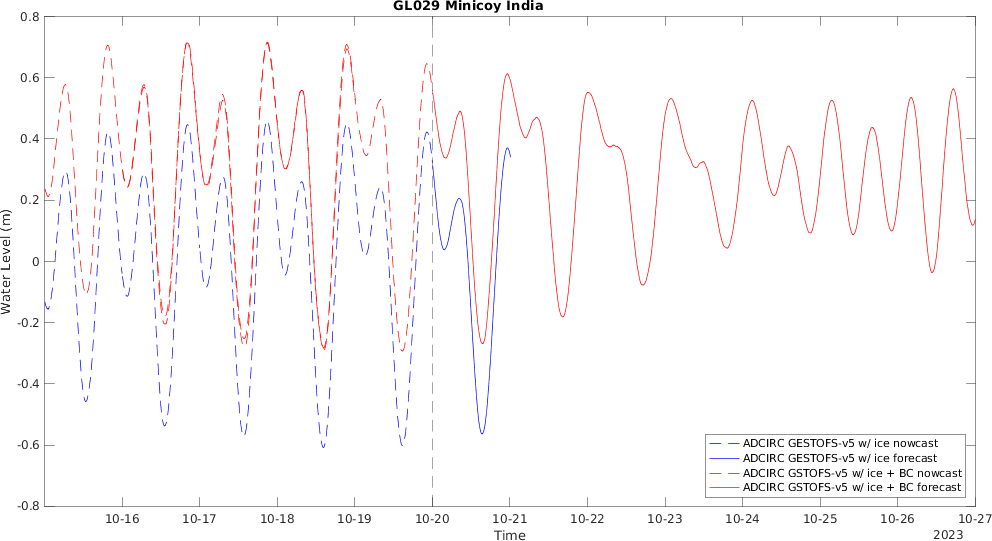 GL029 Minicoy India
0.8
0.6
0.4
0.2
0
-0.2
-0.4
-0.6
-0.8
Water Level (m)
10-16 10-17 10-18 10-19 10-20 10-21 10-22 10-23 10-24 10-25 10-26 10-27
Time
2023
ADCIRC GESTOFS-v5 w/ ice nowcast
ADCIRC GESTOFS-v5 w/ ice forecast
ADCIRC GSTOFS-v5 w/ ice + BC nowcast
ADCIRC GSTOFS-v5 w/ ice + BC forecast